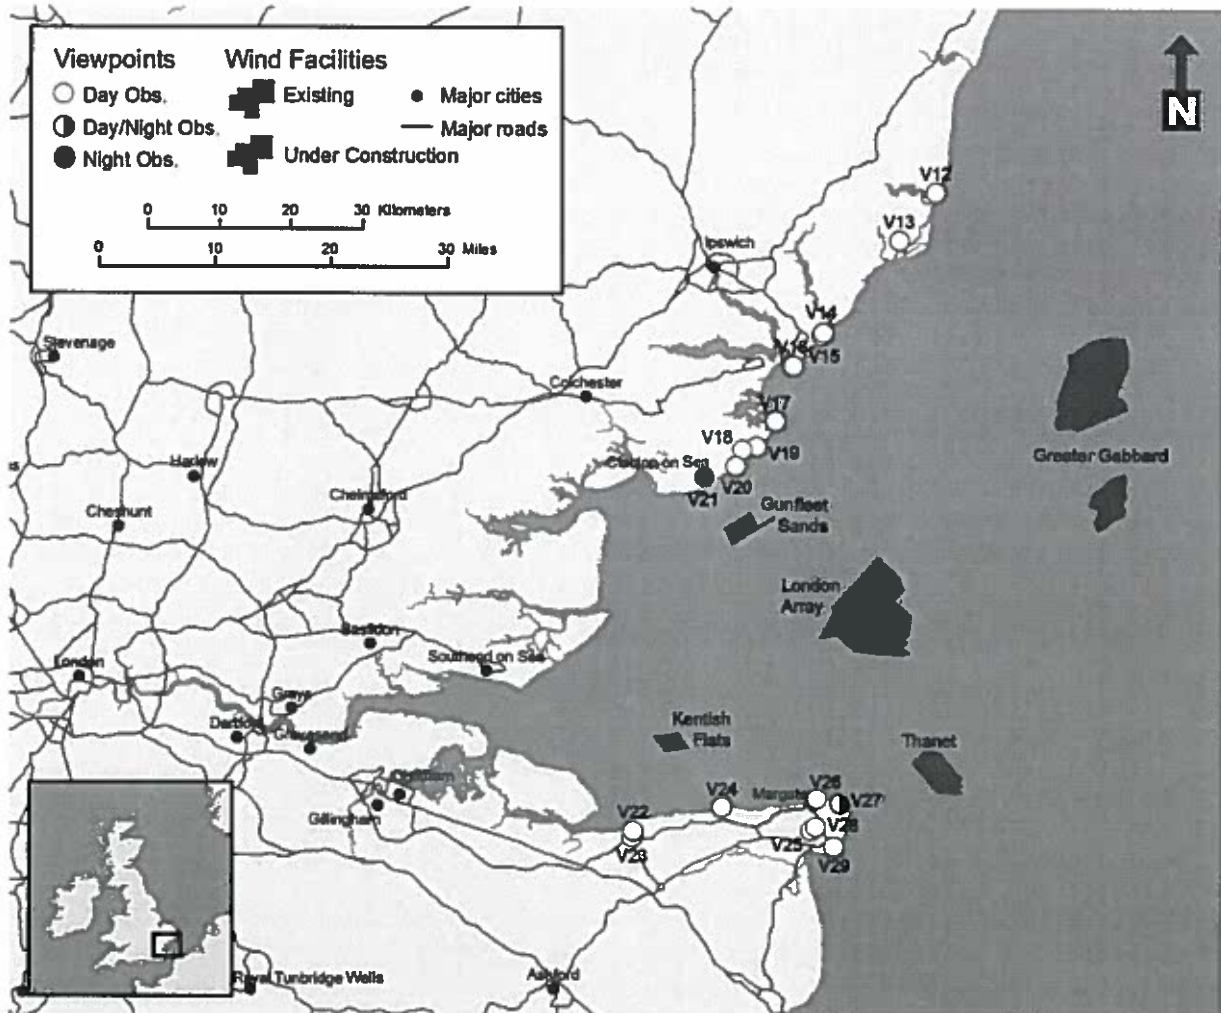 Viewpoints
Day Obs.
Day/Night Obs.
Night Obs.
Wind Facilities
Existing
Under Construction
Major cities
Major roads
0 10 20 30 Kilometers
0 10 20 30 Miles
N
V12
V13
Ipswich
V14
V15
V16
Stevenage
Colchester
V17
V18
V19
Clacton on Sea
V20
V21
Greater Gabbard
Harlow
Chelmsford
Cheshunt
Gunfleet
Sands
London
Array
Basildon
Southend on Sea
London
Grays
Dartford
Gravesend
Kentish
Flats
Thanet
Chatham
Gillingham
V22
V23
V24
Margate
V26
V27
V28
V25
V29
Royal Tunbridge Wells
Ashford